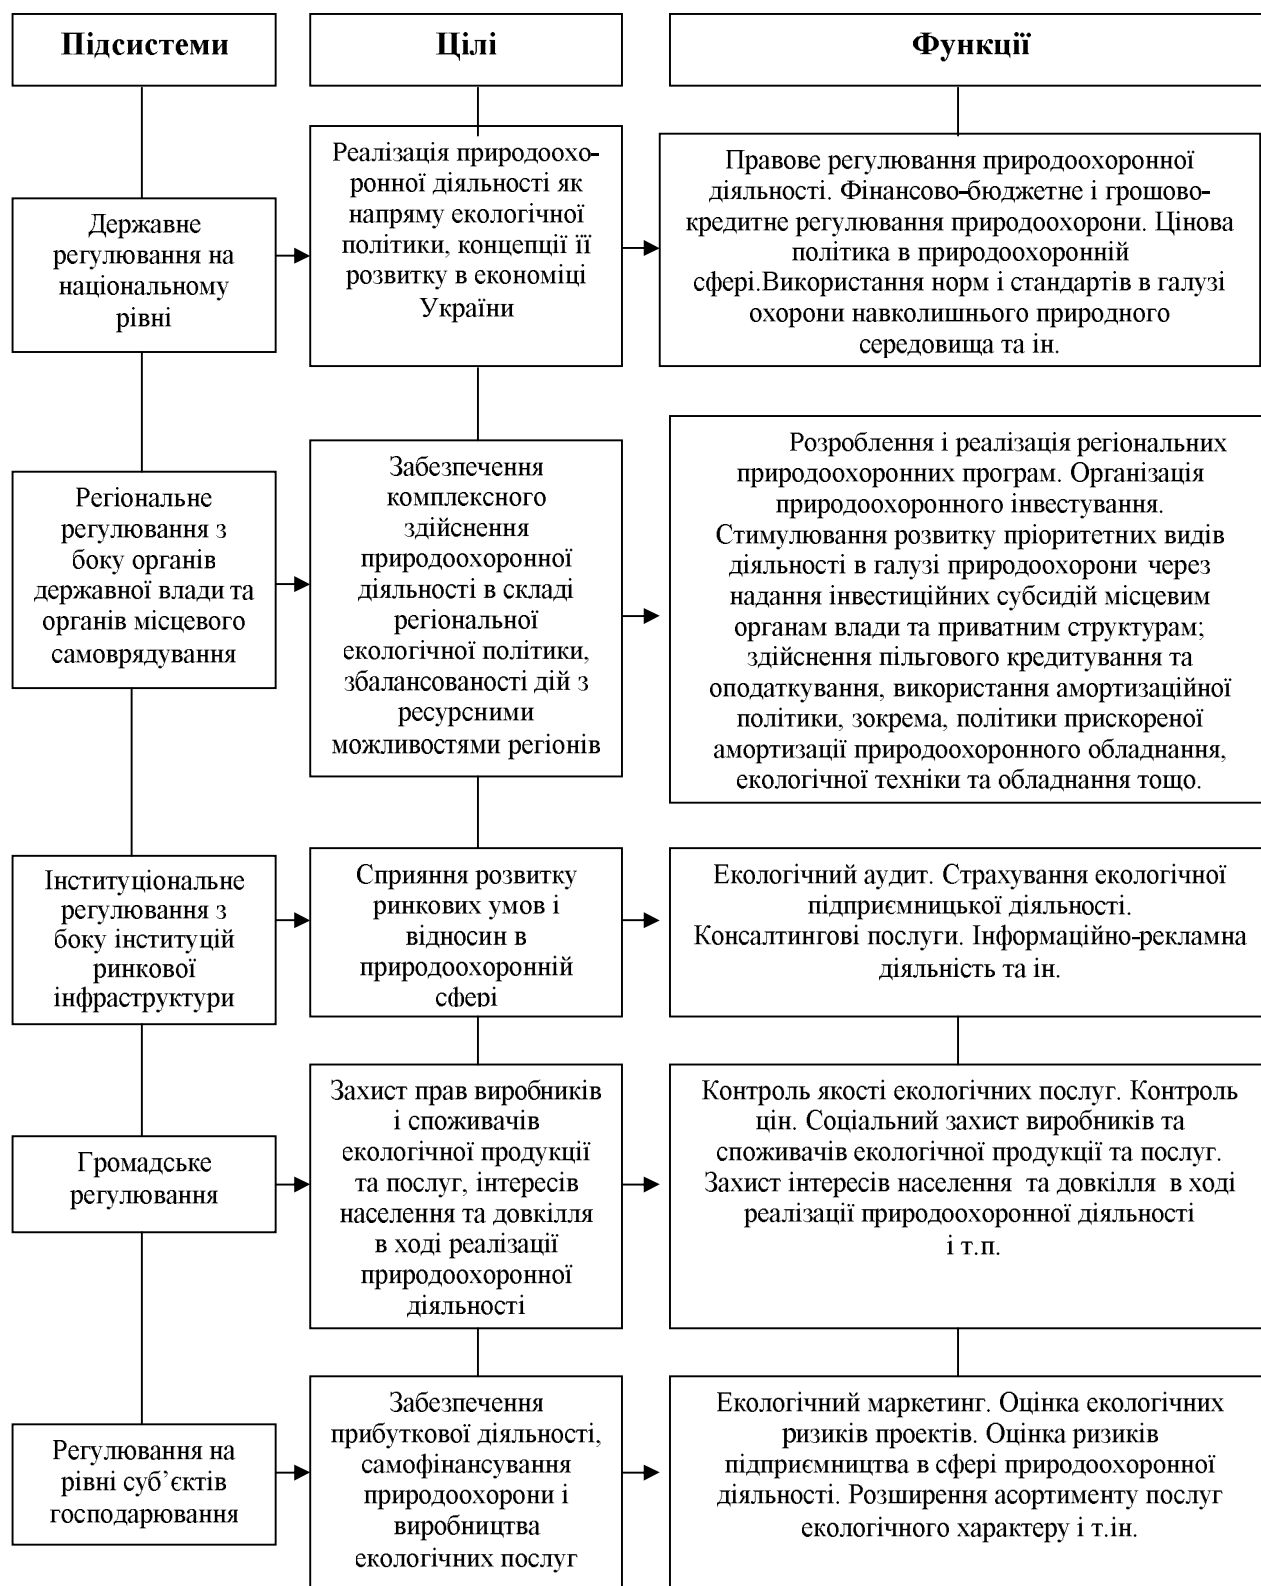 Підсистеми
Цілі
Функції
Державне
регулювання на
національному
рівні
Реалізація природоохо-
ронної діяльності як
напряму екологічної
політики, концепції її
розвитку в економіці
України
Правове регулювання природоохоронної
діяльності. Фінансово-бюджетне і грошово-
кредитне регулювання природоохорони. Цінова
політика в природоохоронній
сфері.Використання норм і стандартів в галузі
охорони навколишнього природного
середовища та ін.
Регіональне
регулювання з
боку органів
державної влади та
органів місцевого
самоврядування
Забезпечення
комплексного
здійснення
природоохоронної
діяльності в складі
регіональної
екологічної політики,
збалансованості дій з
ресурсними
можливостями регіонів
Розроблення і реалізація регіональних
природоохоронних програм. Організація
природоохоронного інвестування.
Стимулювання розвитку пріоритетних видів
діяльності в галузі природоохорони через
надання інвестиційних субсидій місцевим
органам влади та приватним структурам;
здійснення пільгового кредитування та
оподаткування, використання амортизаційної
політики, зокрема, політики прискореної
амортизації природоохоронного обладнання,
екологічної техніки та обладнання тощо.
Інституціональне
регулювання з
боку інституцій
ринкової
інфраструктури
Сприяння розвитку
ринкових умов і
відносин в
природоохоронній
сфері
Екологічний аудит. Страхування екологічної
підприємницької діяльності.
Консалтингові послуги. Інформаційно-рекламна
діяльність та ін.
Громадське
регулювання
Захист прав виробників
і споживачів
екологічної продукції
та послуг, інтересів
населення та довкілля
в ході реалізації
природоохоронної
діяльності
Контроль якості екологічних послуг. Контроль
цін. Соціальний захист виробників та
споживачів екологічної продукції та послуг.
Захист інтересів населення та довкілля в ході
реалізації природоохоронної діяльності
і т.п.
Регулювання на
рівні суб’єктів
господарювання
Забезпечення
прибуткової діяльності,
самофінансування
природоохорони і
виробництва
екологічних послуг
Екологічний маркетинг. Оцінка екологічних
ризиків проектів. Оцінка ризиків
підприємництва в сфері природоохоронної
діяльності. Розширення асортименту послуг
екологічного характеру і т.ін.